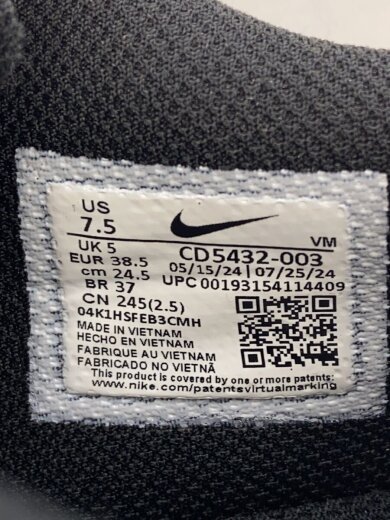 US
7.5
VM
UK 5
CD5432-003
EUR 38.5
05/15/24 | 07/25/24
cm 24.5
UPC 00193154114409
BR 37
CN 245(2.5)
04K1HSFEB3CMH
MADE IN VIETNAM
HECHO EN VIETNAM
FABRIQUE AU VIETNAM
FABRICADO NO VIETNÃ
This product is covered by one or more patents:
www.nike.com/patentsvirtualmarking